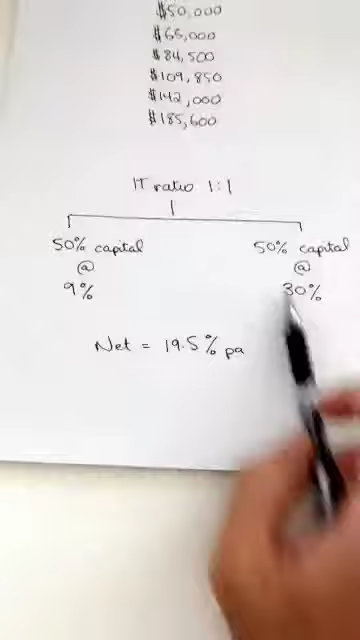 $50,000
$65,000
$84,500
$109,850
$142,000
$185,600
IT ratio 1:1
50% capital 50% capital
@ @
9% 30%
Net = 19.5% pa